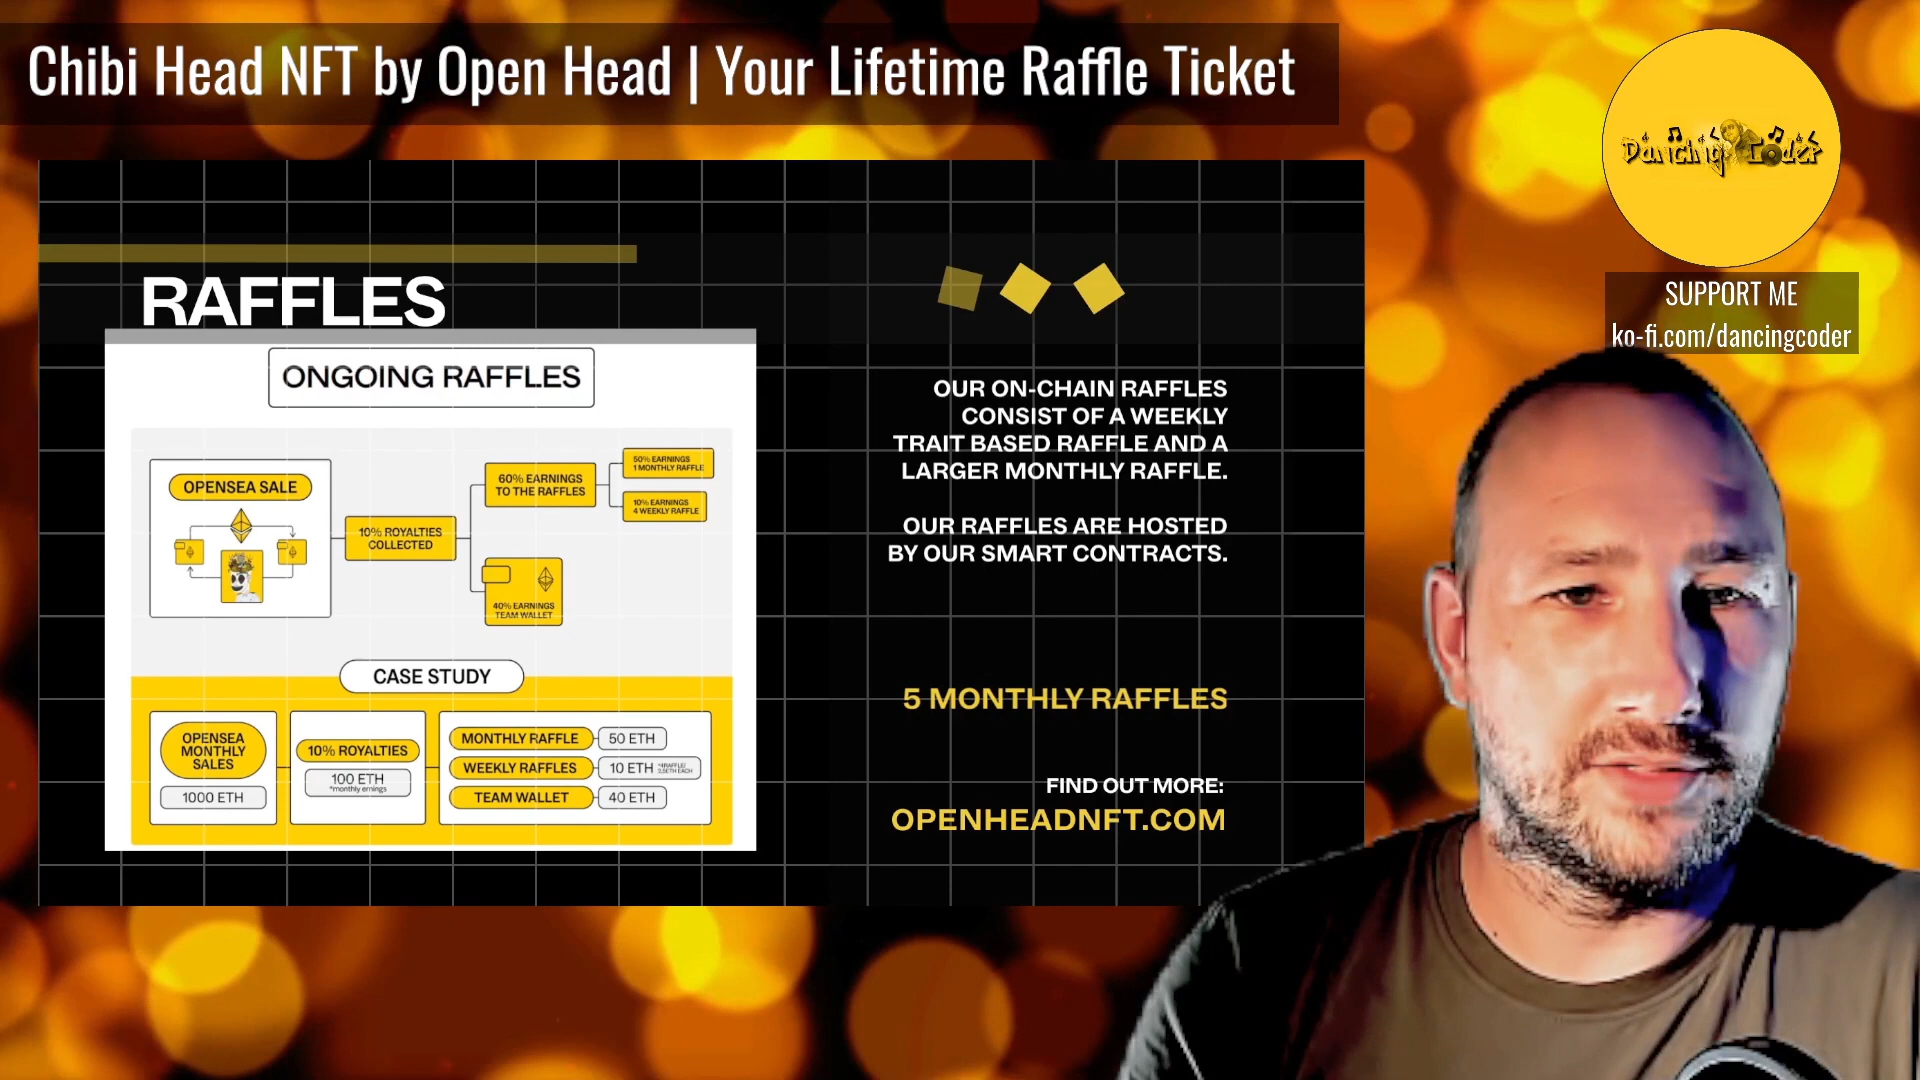 Chibi Head NFT by Open Head | Your Lifetime Raffle Ticket
Dancing Coder
SUPPORT ME
ko-fi.com/dancingcoder
RAFFLES
ONGOING RAFFLES
OPENSEA SALE
10% ROYALTIES
COLLECTED
60% EARNINGS
TO THE RAFFLES
50% EARNINGS
1 MONTHLY RAFFLE
10% EARNINGS
4 WEEKLY RAFFLE
40% EARNINGS
TEAM WALLET
CASE STUDY
OPENSEA
MONTHLY
SALES
1000 ETH
10% ROYALTIES
100 ETH
*monthly ernings
MONTHLY RAFFLE
50 ETH
WEEKLY RAFFLES
10 ETH
TEAM WALLET
40 ETH
OUR ON-CHAIN RAFFLES
CONSIST OF A WEEKLY
TRAIT BASED RAFFLE AND A
LARGER MONTHLY RAFFLE.
OUR RAFFLES ARE HOSTED
BY OUR SMART CONTRACTS.
5 MONTHLY RAFFLES
FIND OUT MORE:
OPENHEADNFT.COM